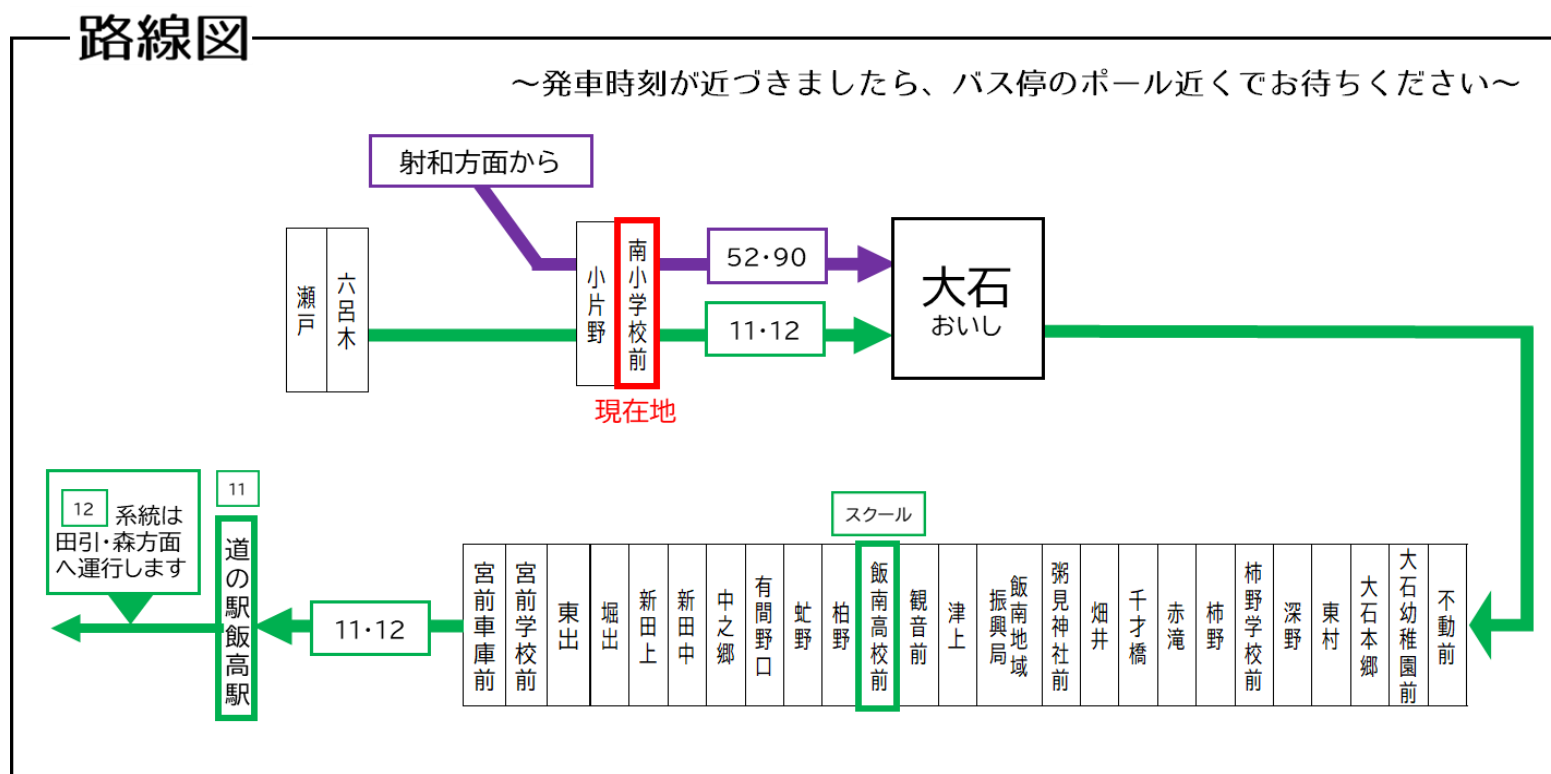 路線図
～発車時刻が近づきましたら、バス停のポール近くでお待ちください～
射和方面から
瀬戸
六呂木
小片野
南小学校前
現在地
52・90
11・12
大石
おいし
不動前
大石幼稚園前
大石本郷
東村
深野
柿野学校前
柿野
赤滝
千才橋
畑井
粥見神社前
飯南地域
振興局
津上
観音前
スクール
飯南高校前
柏野
虻野
有間野口
中之郷
新田中
新田上
堀出
東出
宮前学校前
宮前車庫前
11・12
11
道の駅飯高駅
12 系統は
田引・森方面
へ運行します